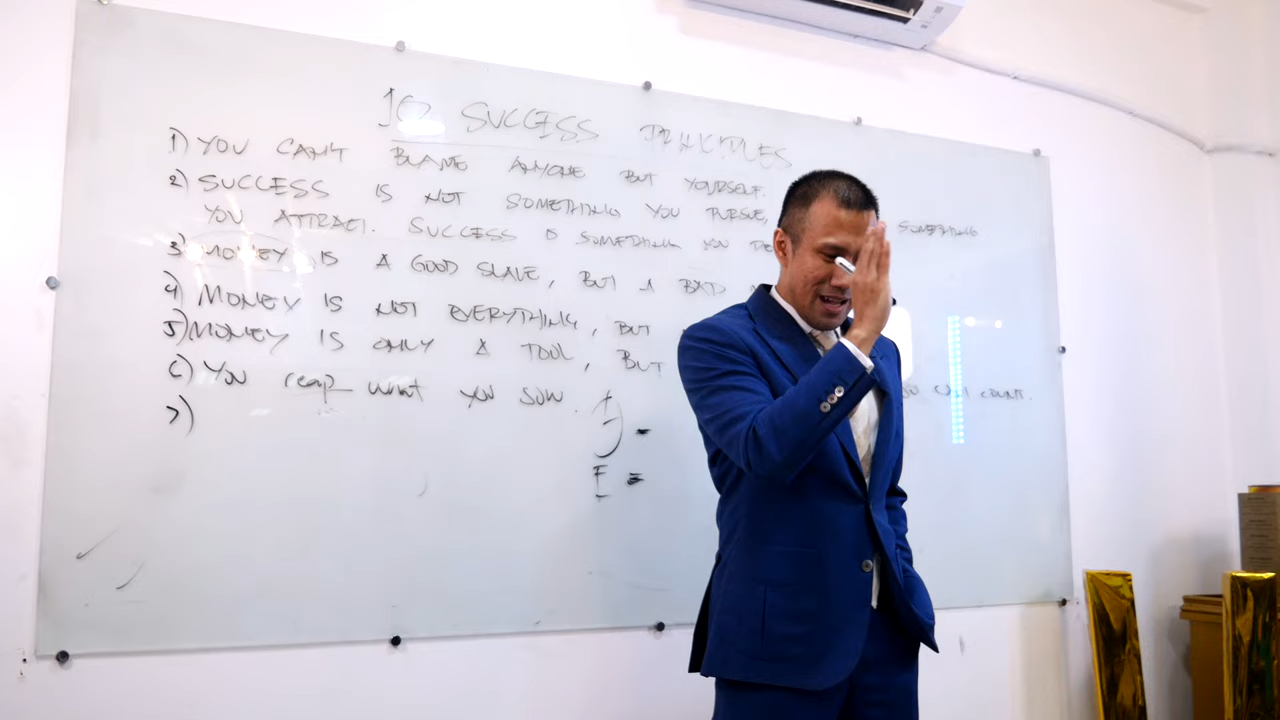 10 SUCCESS PRINCIPLES
1) YOU CAN'T BLAME ANYONE BUT YOURSELF.
2) SUCCESS IS NOT SOMETHING YOU PURSUE, SOMETHING
YOU ATTRACT. SUCCESS IS SOMETHING YOU
3) MONEY IS A GOOD SLAVE, BUT A BAD
4) MONEY IS NOT EVERYTHING, BUT
5) MONEY IS ONLY A TOOL, BUT
6) YOU reap what you SOW. COUNT.
7)
E =